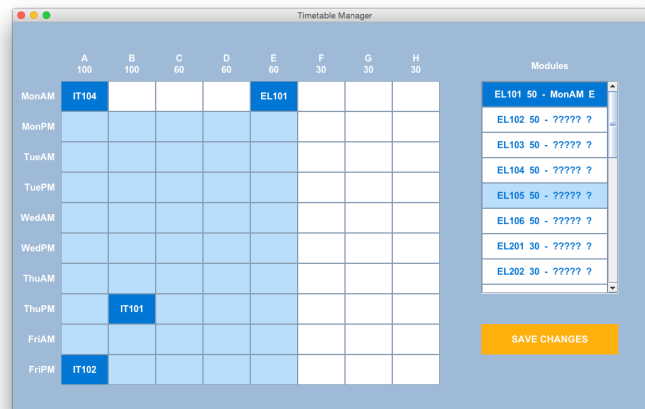 Timetable Manager
A B C D E F G H
100 100 60 60 60 30 30 30
Modules
MonAM IT104 EL101
MonPM
TueAM
TuePM
WedAM
WedPM
ThuAM
ThuPM IT101
FriAM
FriPM IT102
EL101 50 - MonAM E
EL102 50 - ????? ?
EL103 50 - ????? ?
EL104 50 - ????? ?
EL105 50 - ????? ?
EL106 50 - ????? ?
EL201 30 - ????? ?
EL202 30 - ????? ?
SAVE CHANGES